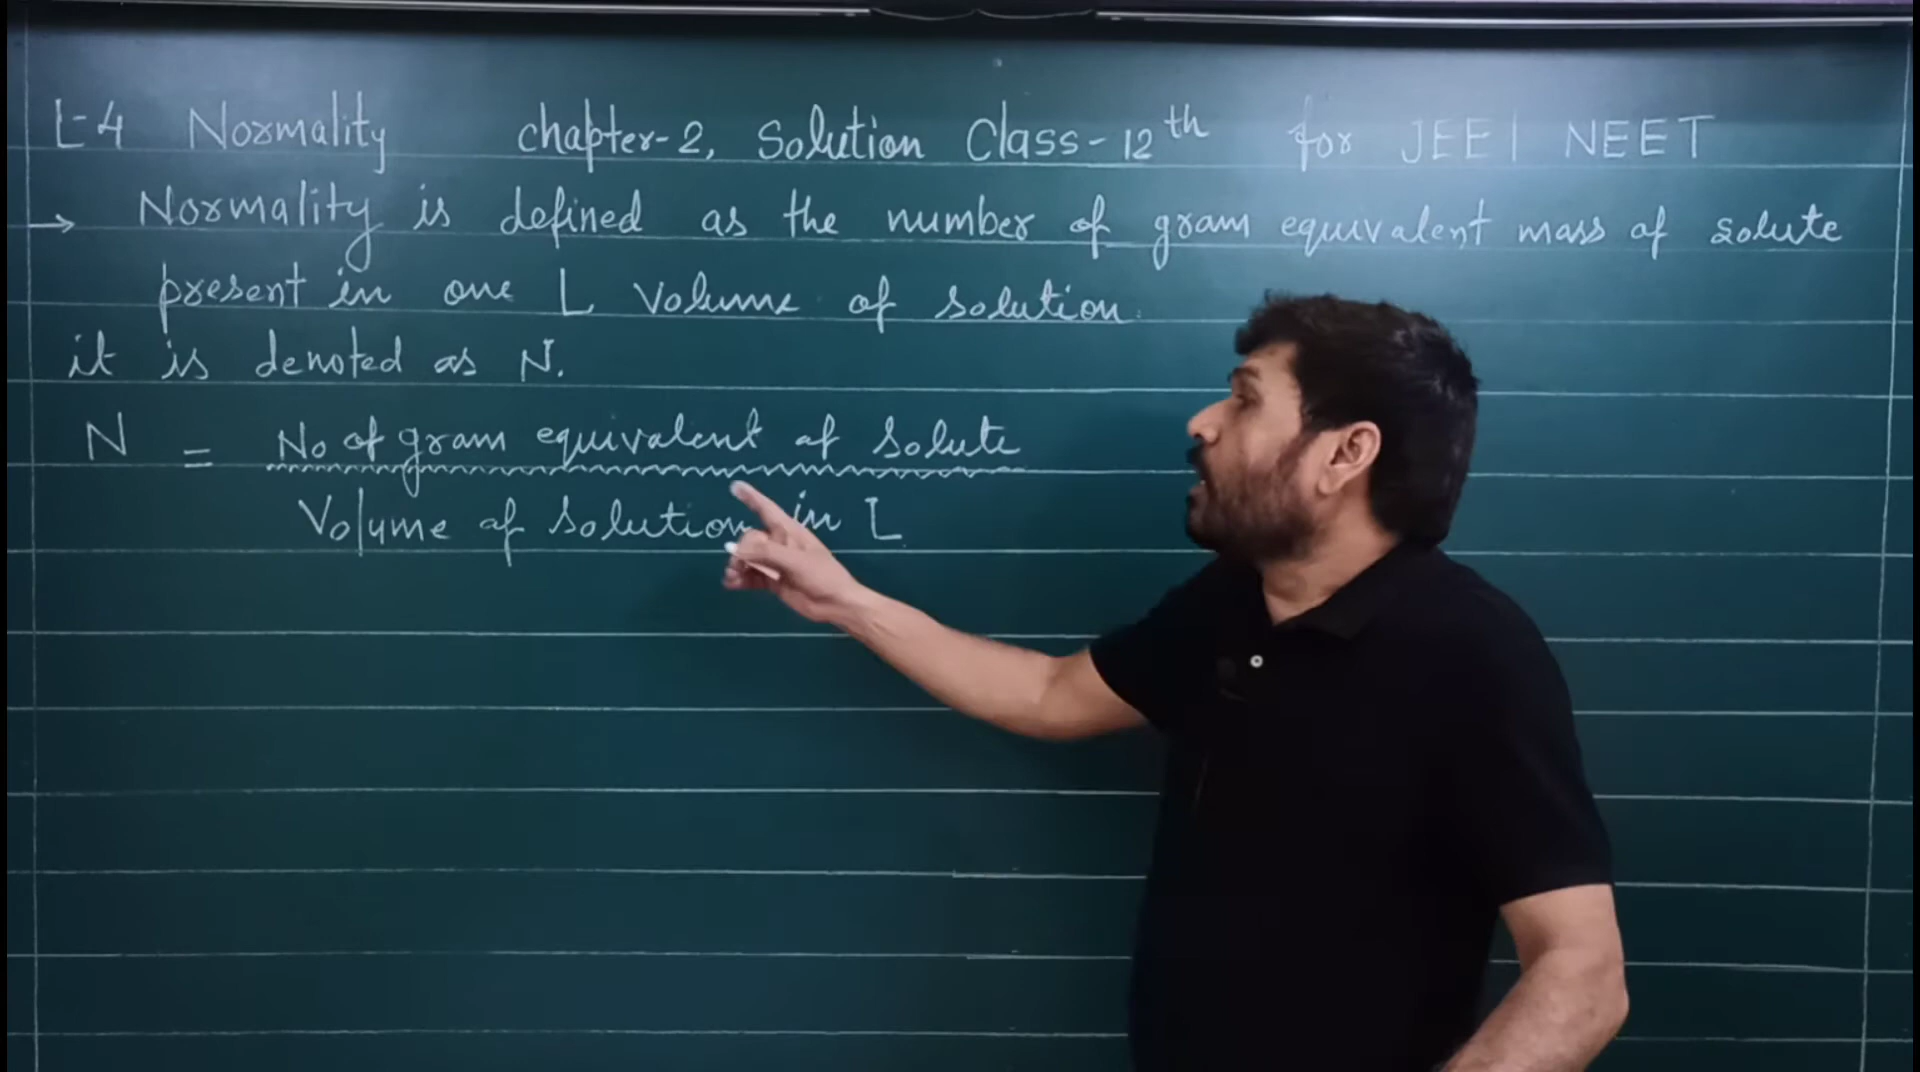 L-4 Normality chapter-2, Solution Class-12th for JEE| NEET
→ Normality is defined as the number of gram equivalent mass of solute
present in one L Volume of solution.
it is denoted as N.
N = No of gram equivalent of solute
Volume of solution in L